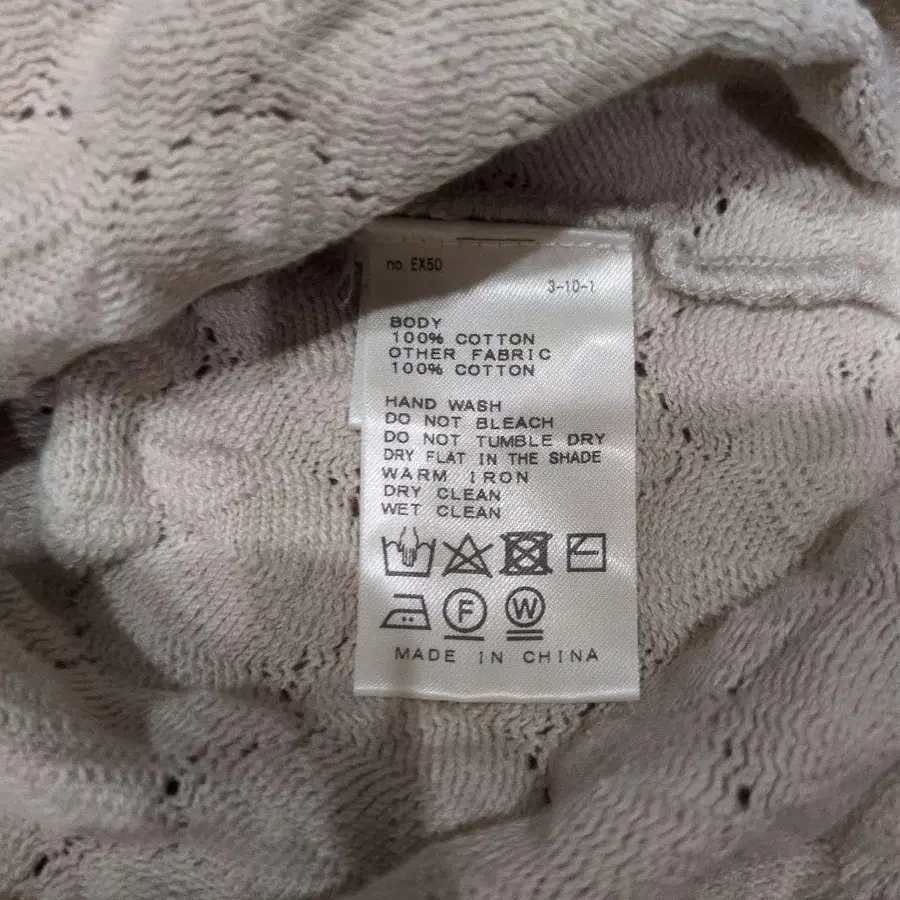 no. EX50
3-10-1
BODY
100% COTTON
OTHER FABRIC
100% COTTON
HAND WASH
DO NOT BLEACH
DO NOT TUMBLE DRY
DRY FLAT IN THE SHADE
WARM IRON
DRY CLEAN
WET CLEAN
F W
MADE IN CHINA